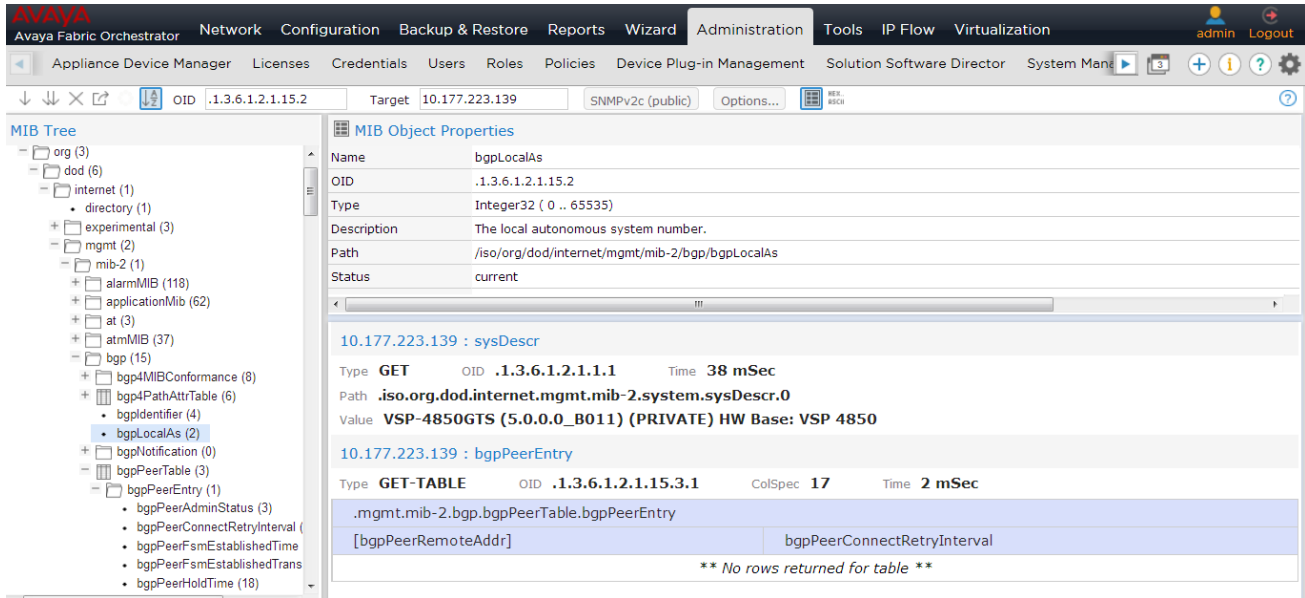 AVAYA
Avaya Fabric Orchestrator Network Configuration Backup & Restore Reports Wizard Administration Tools IP Flow Virtualization admin Logout
Appliance Device Manager Licenses Credentials Users Roles Policies Device Plug-in Management Solution Software Director System Mana 3
OID .1.3.6.1.2.1.15.2 Target 10.177.223.139 SNMPv2c (public) Options... HEX.. ASCII
MIB Tree
org (3)
dod (6)
internet (1)
directory (1)
experimental (3)
mgmt (2)
mib-2 (1)
alarmMIB (118)
applicationMib (62)
at (3)
atmMIB (37)
bgp (15)
bgp4MIBConformance (8)
bgp4PathAttrTable (6)
bgpIdentifier (4)
bgpLocalAs (2)
bgpNotification (0)
bgpPeerTable (3)
bgpPeerEntry (1)
bgpPeerAdminStatus (3)
bgpPeerConnectRetryInterval (
bgpPeerFsmEstablishedTime
bgpPeerFsmEstablishedTrans
bgpPeerHoldTime (18)
MIB Object Properties
Name bgpLocalAs
OID .1.3.6.1.2.1.15.2
Type Integer32 ( 0 .. 65535)
Description The local autonomous system number.
Path /iso/org/dod/internet/mgmt/mib-2/bgp/bgpLocalAs
Status current
10.177.223.139 : sysDescr
Type GET OID .1.3.6.1.2.1.1.1 Time 38 mSec
Path .iso.org.dod.internet.mgmt.mib-2.system.sysDescr.0
Value VSP-4850GTS (5.0.0.0_B011) (PRIVATE) HW Base: VSP 4850
10.177.223.139 : bgpPeerEntry
Type GET-TABLE OID .1.3.6.1.2.1.15.3.1 ColSpec 17 Time 2 mSec
.mgmt.mib-2.bgp.bgpPeerTable.bgpPeerEntry
[bgpPeerRemoteAddr] bgpPeerConnectRetryInterval
** No rows returned for table **